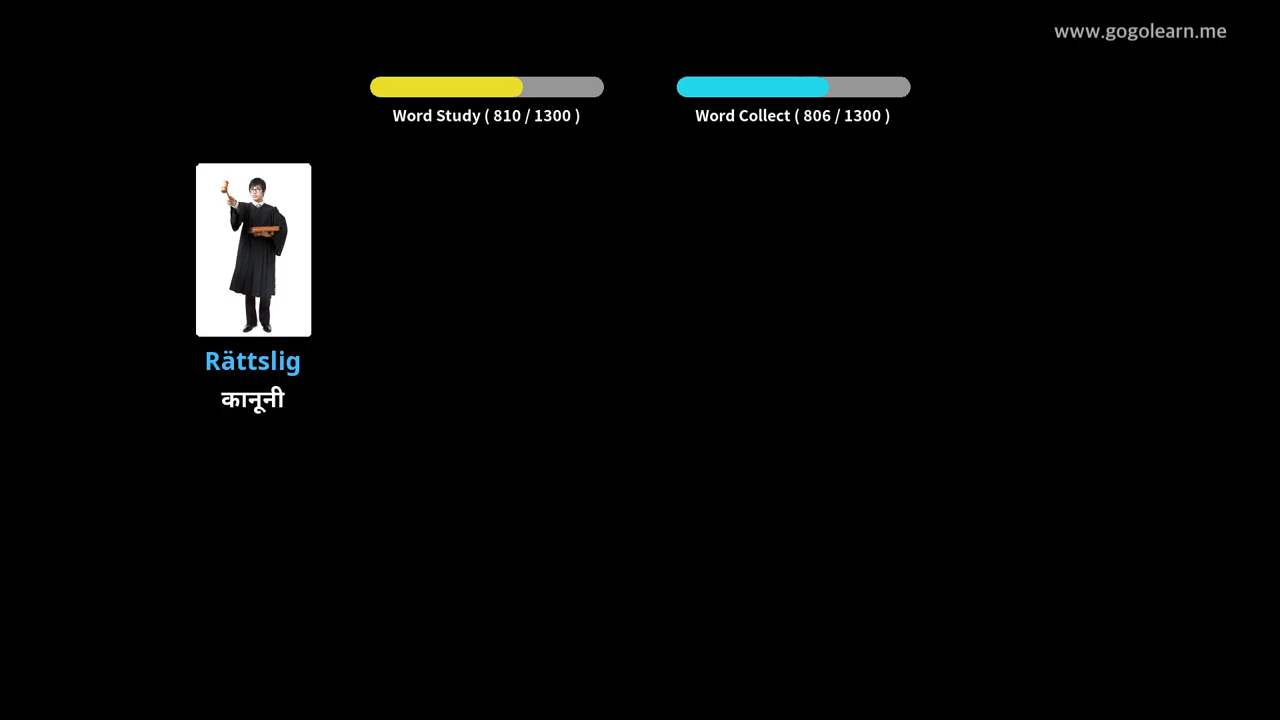 www.gogolearn.me
Word Study ( 810 / 1300 )
Word Collect ( 806 / 1300 )
Rättslig
कानूनी